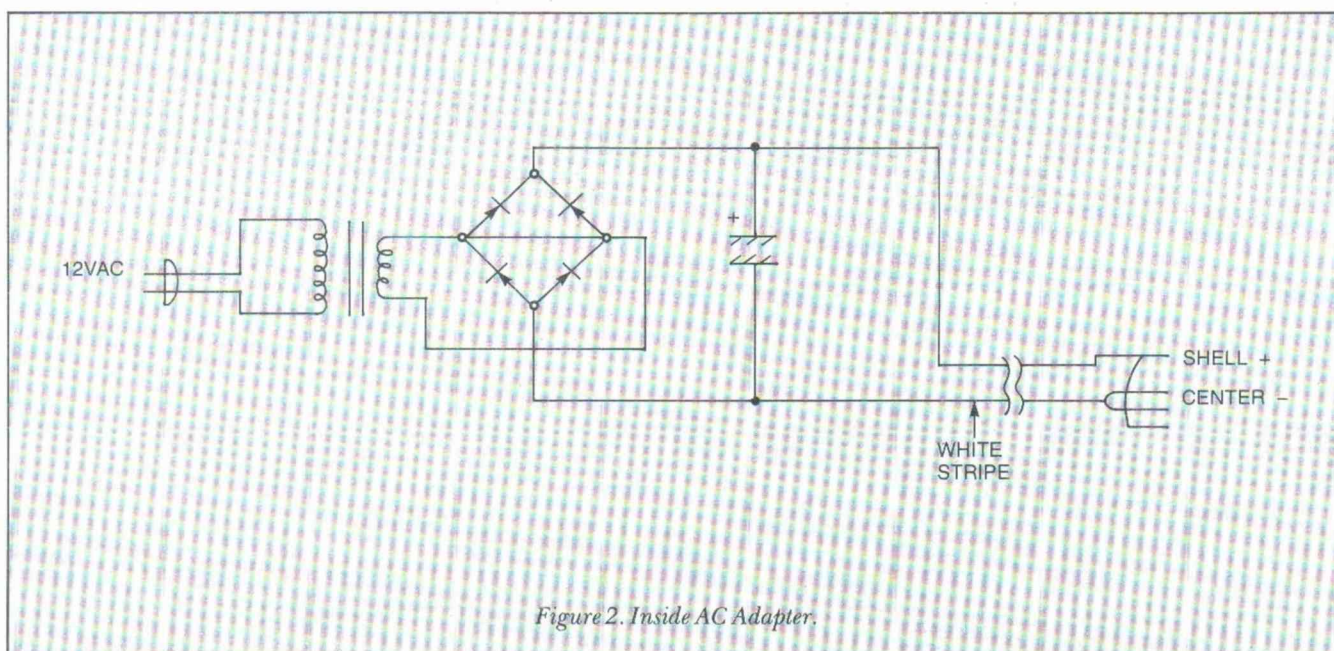 12VAC
+
SHELL +
CENTER –
WHITE
STRIPE
Figure 2. Inside AC Adapter.